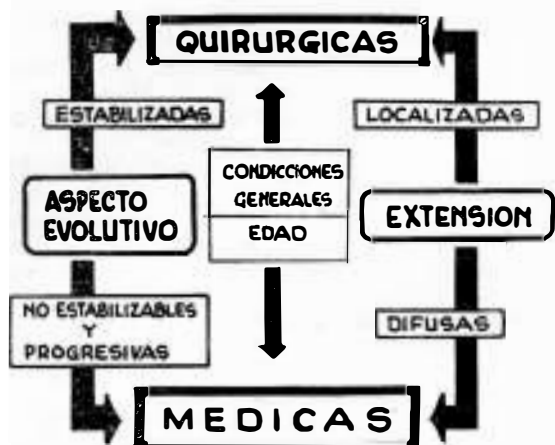 QUIRURGICAS
ESTABILIZADAS
LOCALIZADAS
CONDICCIONES
GENERALES
EDAD
ASPECTO
EVOLUTIVO
EXTENSION
NO ESTABILIZABLES
Y
PROGRESIVAS
DIFUSAS
MEDICAS